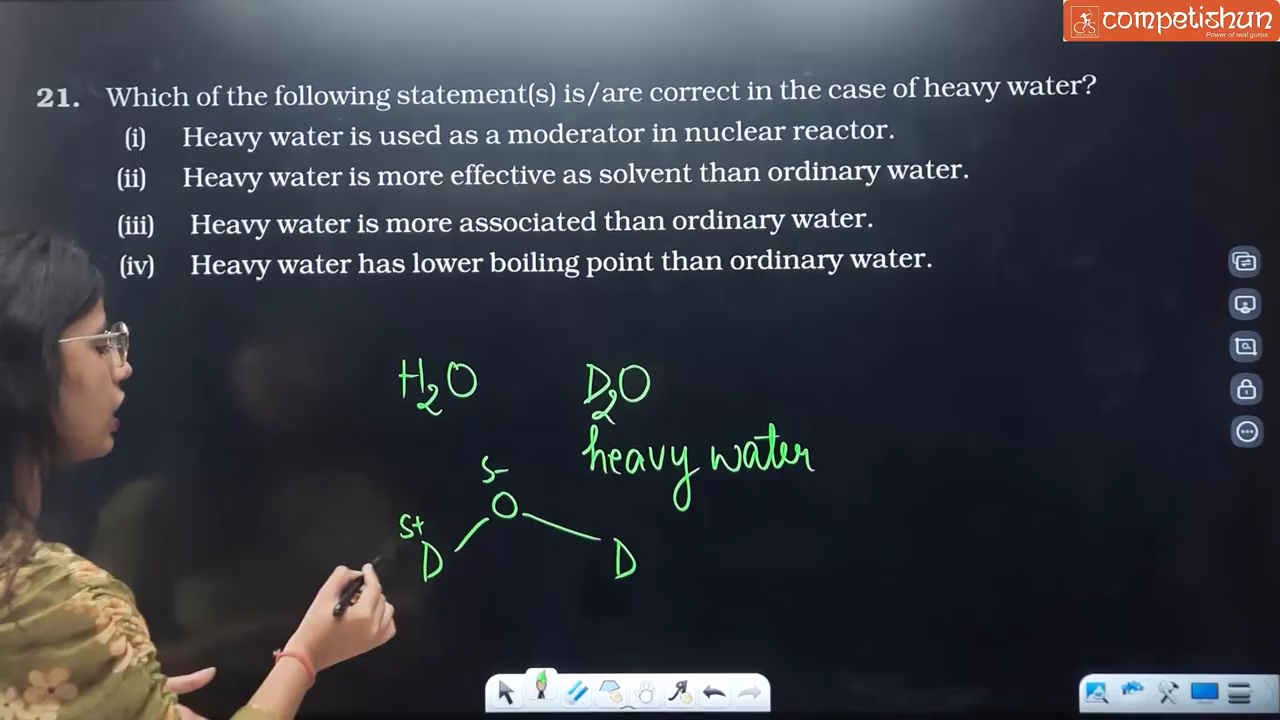 competishun
Power of real gurus
21. Which of the following statement(s) is/are correct in the case of heavy water?
(i) Heavy water is used as a moderator in nuclear reactor.
(ii) Heavy water is more effective as solvent than ordinary water.
(iii) Heavy water is more associated than ordinary water.
(iv) Heavy water has lower boiling point than ordinary water.
H₂O D₂O
heavy water
δ-
O
δ+
D D